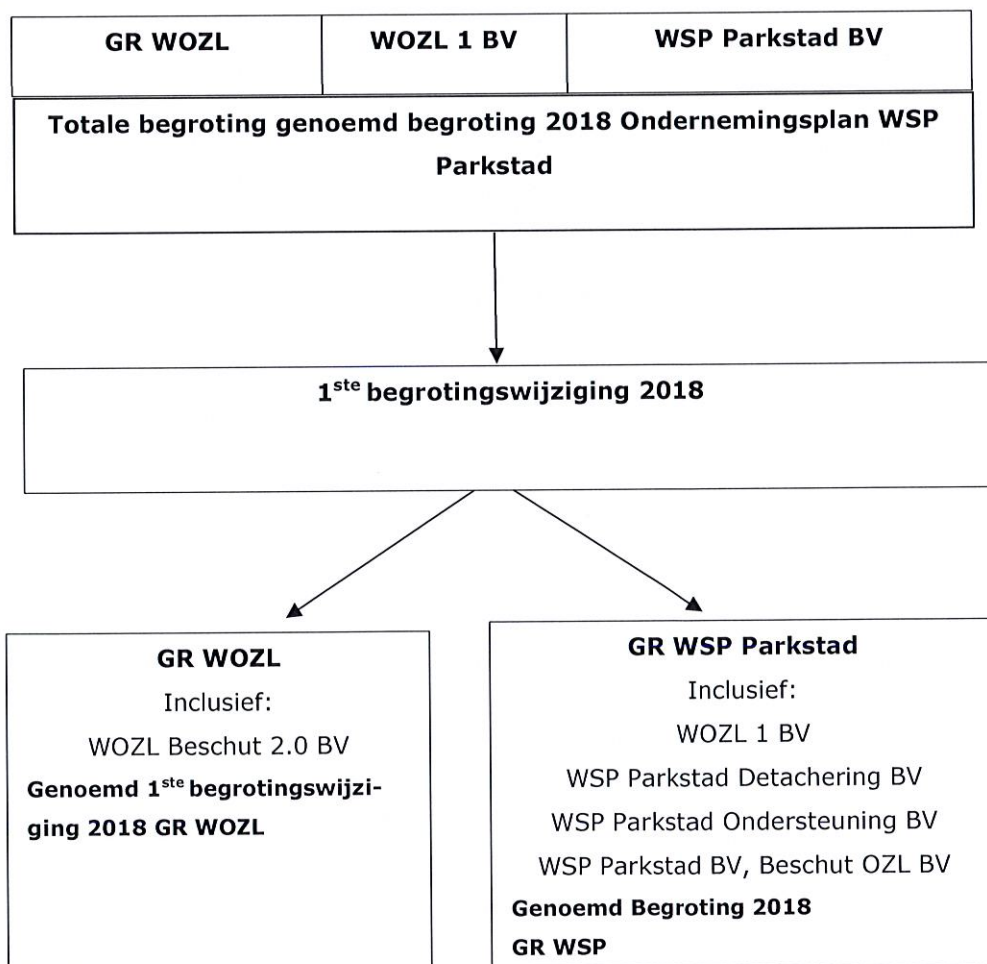 GR WOZL
WOZL 1 BV
WSP Parkstad BV
Totale begroting genoemd begroting 2018 Ondernemingsplan WSP
Parkstad
1ste begrotingswijziging 2018
GR WOZL
Inclusief:
WOZL Beschut 2.0 BV
Genoemd 1ste begrotingswijzi-
ging 2018 GR WOZL
GR WSP Parkstad
Inclusief:
WOZL 1 BV
WSP Parkstad Detachering BV
WSP Parkstad Ondersteuning BV
WSP Parkstad BV, Beschut OZL BV
Genoemd Begroting 2018
GR WSP